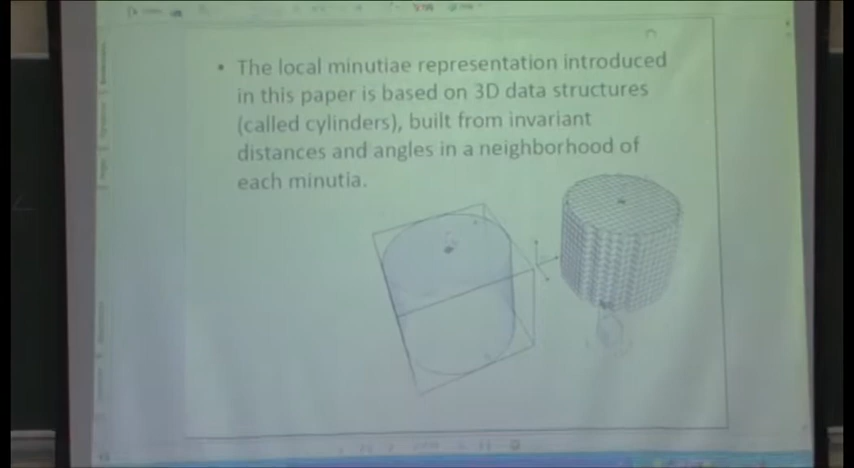 • The local minutiae representation introduced
in this paper is based on 3D data structures
(called cylinders), built from invariant
distances and angles in a neighborhood of
each minutia.